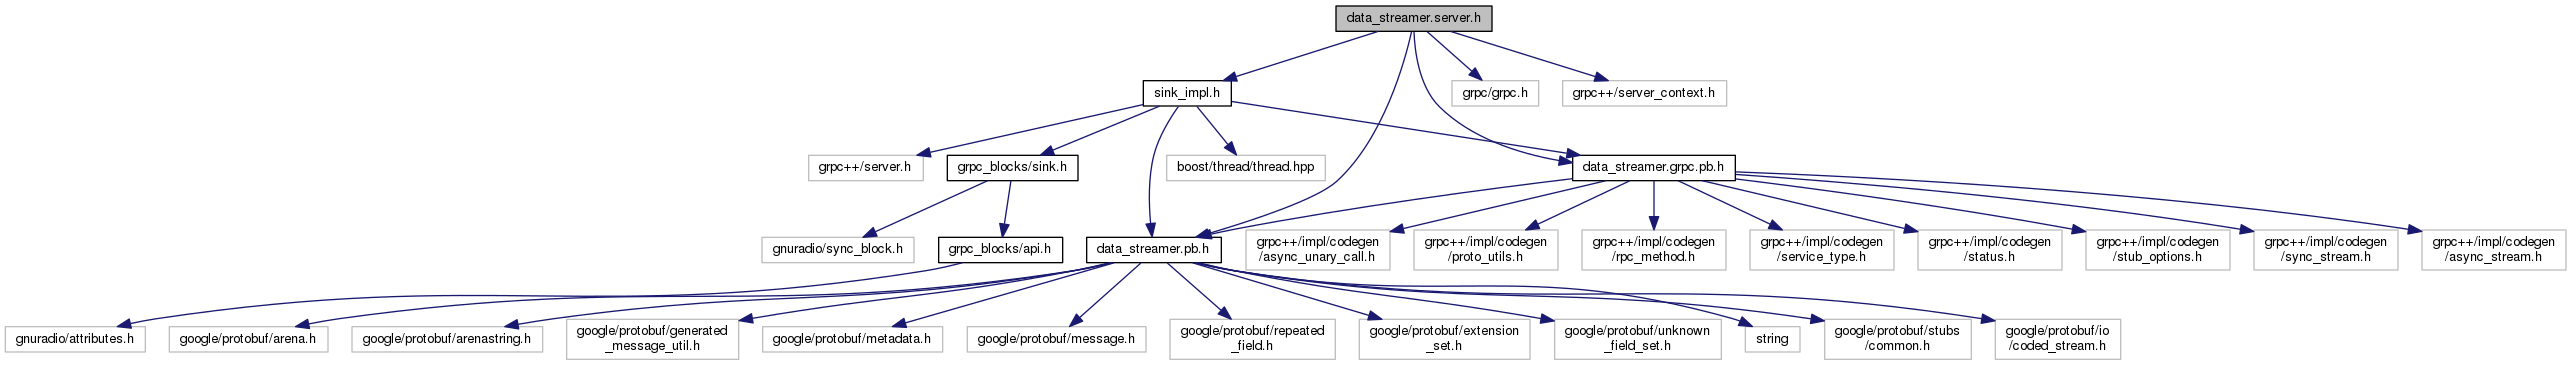 data_streamer.server.h
sink_impl.h
grpc/grpc.h
grpc++/server_context.h
grpc++/server.h
grpc_blocks/sink.h
boost/thread/thread.hpp
data_streamer.grpc.pb.h
gnuradio/sync_block.h
grpc_blocks/api.h
data_streamer.pb.h
grpc++/impl/codegen
/async_unary_call.h
grpc++/impl/codegen
/proto_utils.h
grpc++/impl/codegen
/rpc_method.h
grpc++/impl/codegen
/service_type.h
grpc++/impl/codegen
/status.h
grpc++/impl/codegen
/stub_options.h
grpc++/impl/codegen
/sync_stream.h
grpc++/impl/codegen
/async_stream.h
gnuradio/attributes.h
google/protobuf/arena.h
google/protobuf/arenastring.h
google/protobuf/generated
_message_util.h
google/protobuf/metadata.h
google/protobuf/message.h
google/protobuf/repeated
_field.h
google/protobuf/extension
_set.h
google/protobuf/unknown
_field_set.h
string
google/protobuf/stubs
/common.h
google/protobuf/io
/coded_stream.h